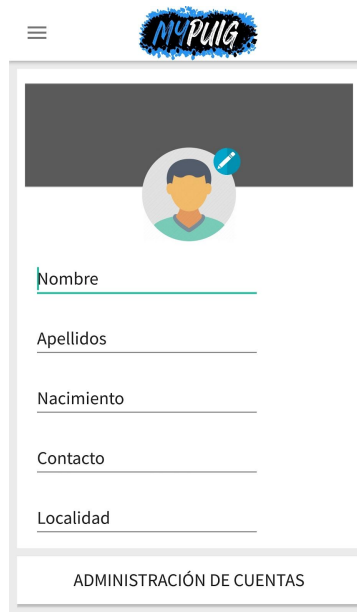 MYPUIG
Nombre
Apellidos
Nacimiento
Contacto
Localidad
ADMINISTRACIÓN DE CUENTAS